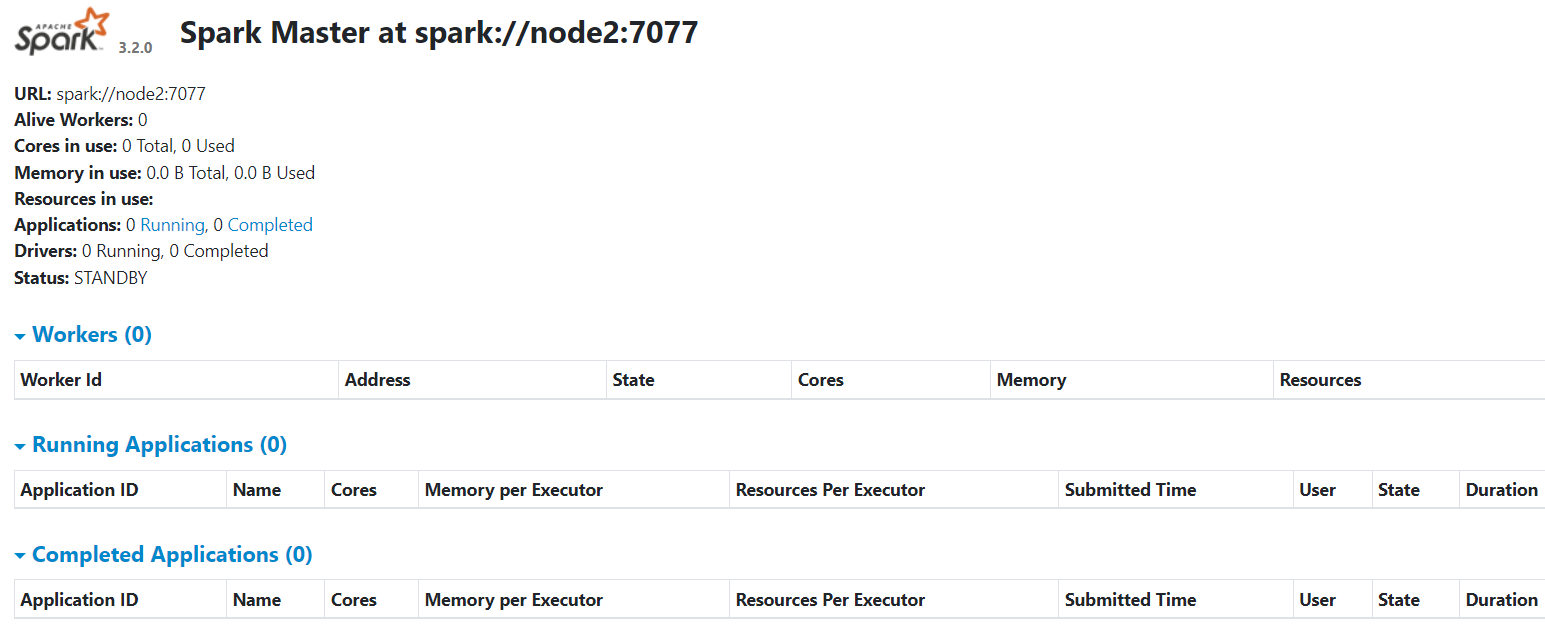 APACHE Spark 3.2.0 Spark Master at spark://node2:7077
URL: spark://node2:7077
Alive Workers: 0
Cores in use: 0 Total, 0 Used
Memory in use: 0.0 B Total, 0.0 B Used
Resources in use:
Applications: 0 Running, 0 Completed
Drivers: 0 Running, 0 Completed
Status: STANDBY
Workers (0)
Worker Id Address State Cores Memory Resources
Running Applications (0)
Application ID Name Cores Memory per Executor Resources Per Executor Submitted Time User State Duration
Completed Applications (0)
Application ID Name Cores Memory per Executor Resources Per Executor Submitted Time User State Duration